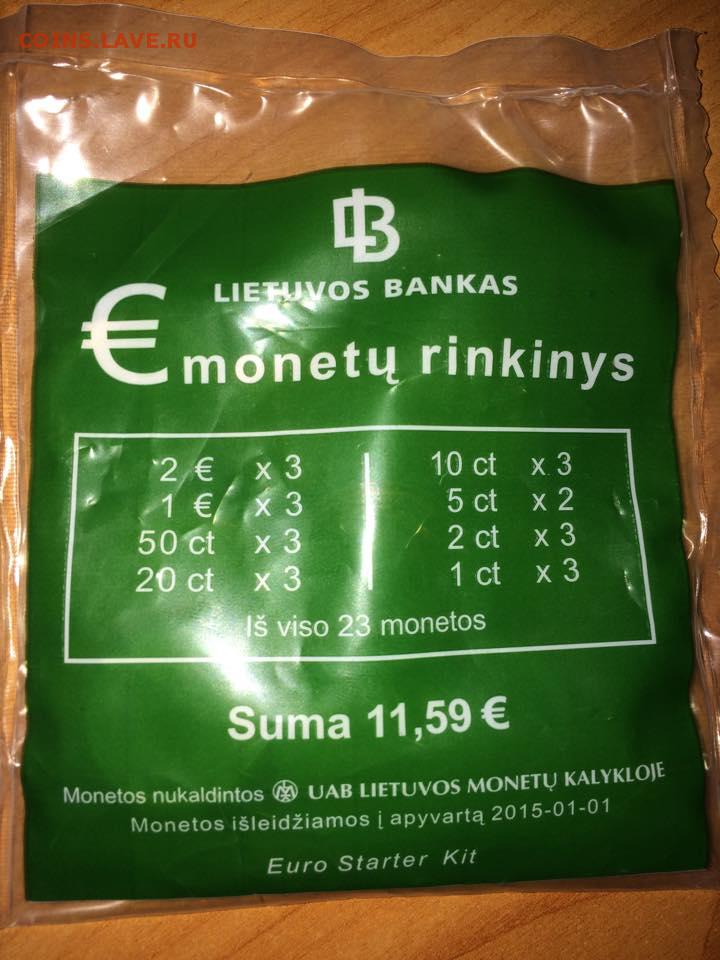 COINS.LAVE.RU
LIETUVOS BANKAS
€ monetų rinkinys
2 € x 3 10 ct x 3
1 € x 3 5 ct x 2
50 ct x 3 2 ct x 3
20 ct x 3 1 ct x 3
Iš viso 23 monetos
Suma 11,59 €
Monetos nukaldintos UAB LIETUVOS MONETŲ KALYKLOJE
Monetos išleidžiamos į apyvartą 2015-01-01
Euro Starter Kit